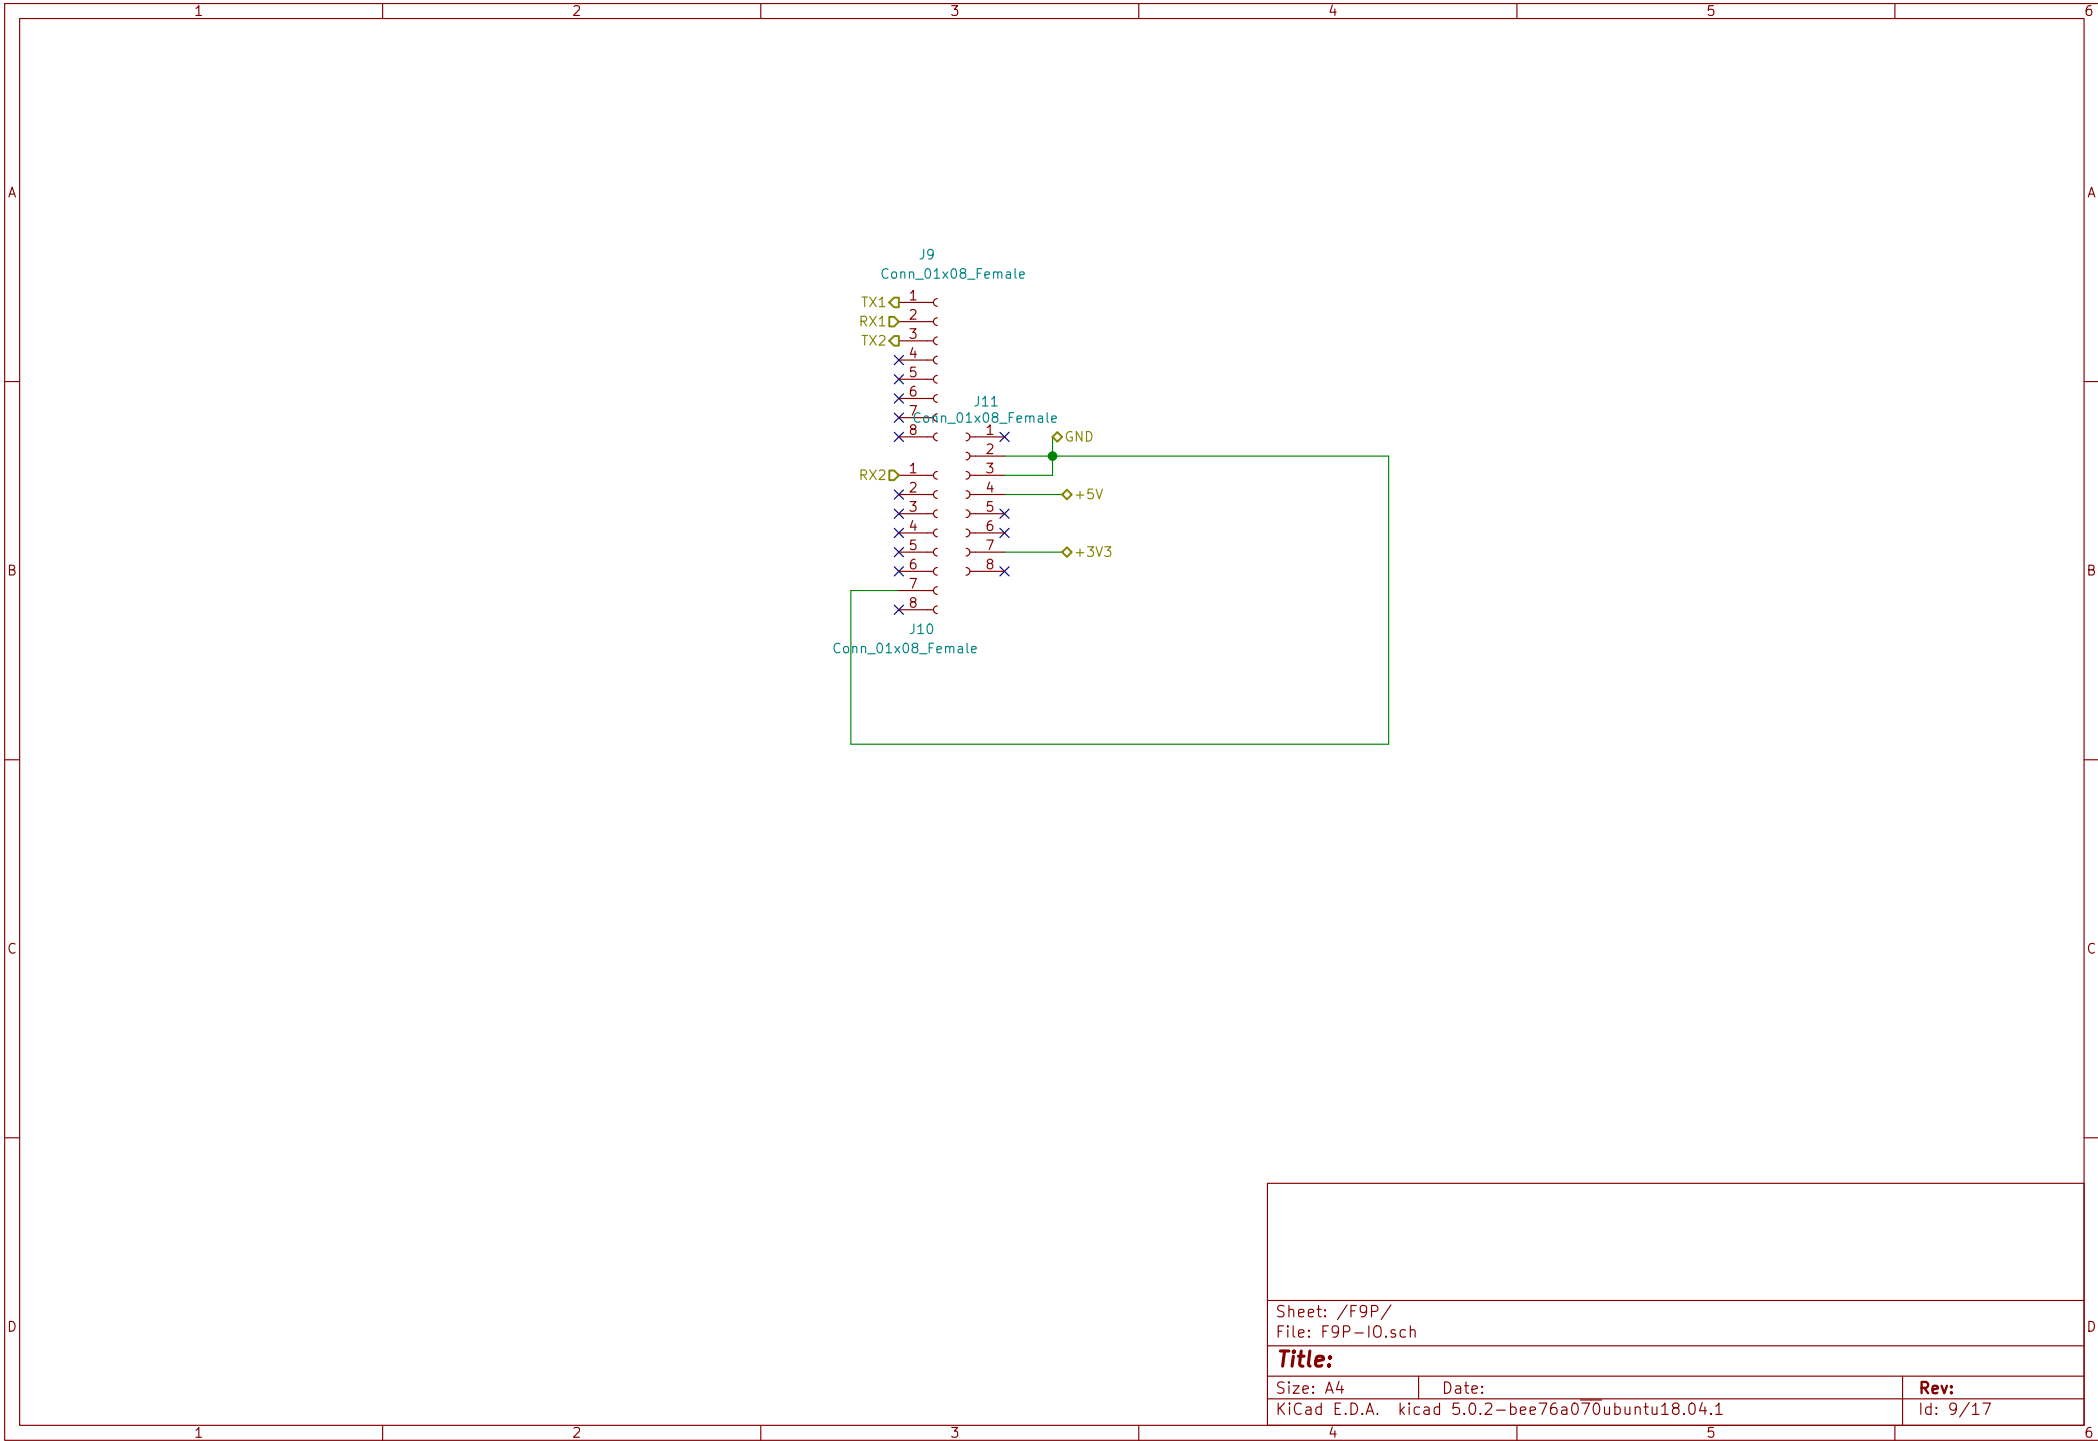 1 2 3 4 5 6
A A
J9
Conn_01x08_Female
TX1 1
RX1 2
TX2 3
4
5
6
7
8
J11
Conn_01x08_Female
1 GND
2
3
4 +5V
5
6
7 +3V3
8
RX2 1
2
3
4
5
6
7
8
J10
Conn_01x08_Female
B B
C C
D D
Sheet: /F9P/
File: F9P-IO.sch
Title:
Size: A4 Date: Rev:
KiCad E.D.A. kicad 5.0.2-bee76a070ubuntu18.04.1 Id: 9/17
1 2 3 4 5 6